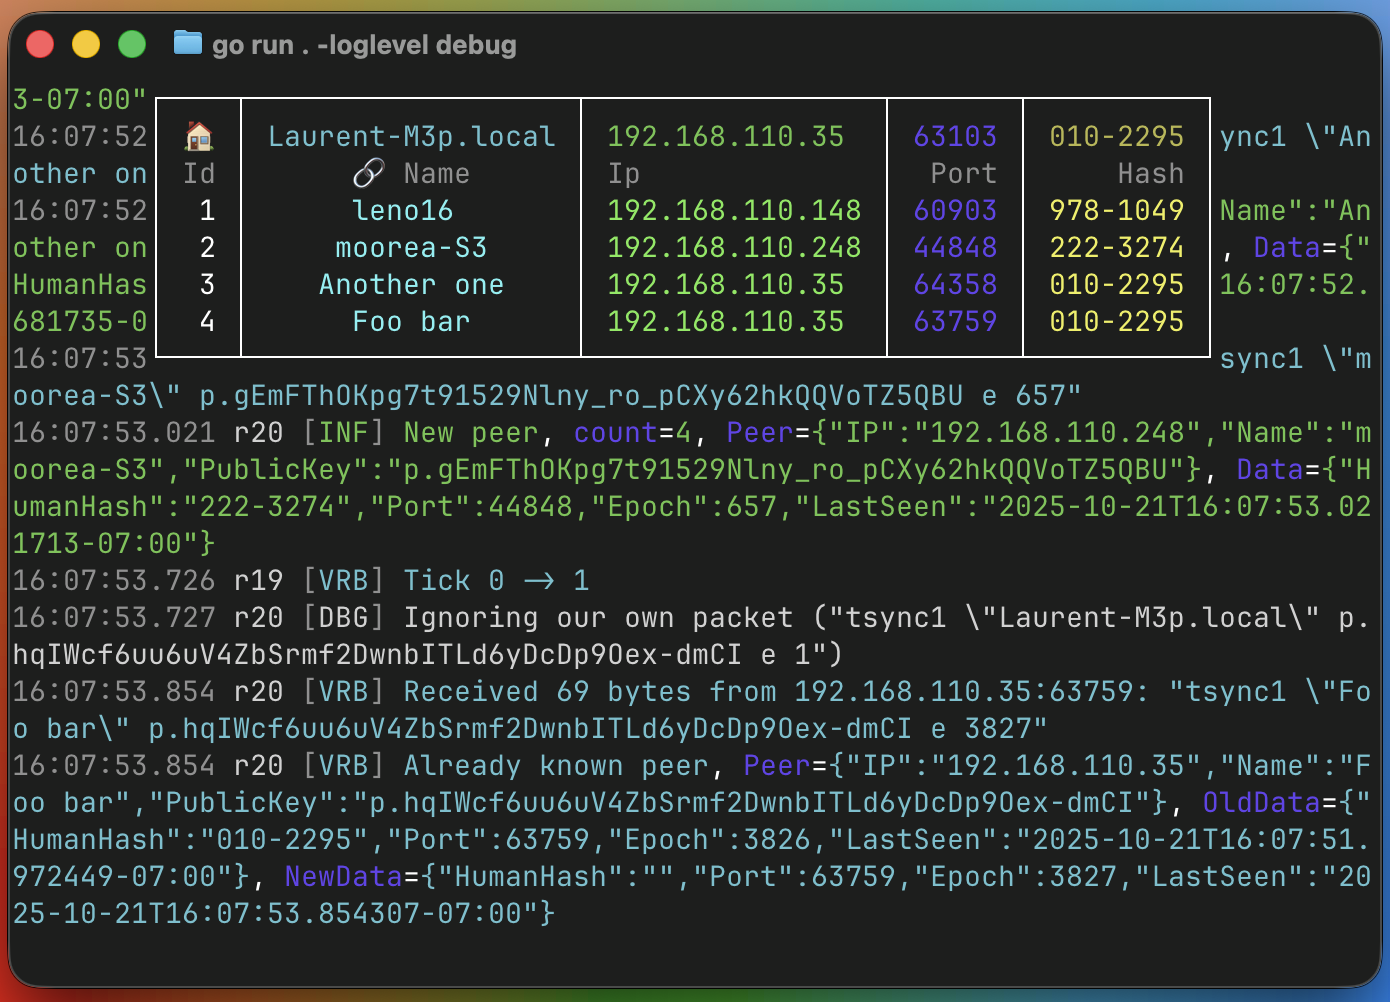 go run . -loglevel debug
3-07:00"
16:07:52 🏠 Laurent-M3p.local 192.168.110.35 63103 010-2295 ync1 \"An
other on Id 🔗 Name Ip Port Hash
16:07:52 1 leno16 192.168.110.148 60903 978-1049 Name":"An
other on 2 moorea-S3 192.168.110.248 44848 222-3274 , Data={"
HumanHas 3 Another one 192.168.110.35 64358 010-2295 16:07:52.
681735-0 4 Foo bar 192.168.110.35 63759 010-2295
16:07:53 sync1 \"m
oorea-S3\" p.gEmFThOKpg7t91529Nlny_ro_pCXy62hkQQVoTZ5QBU e 657"
16:07:53.021 r20 [INF] New peer, count=4, Peer={"IP":"192.168.110.248","Name":"m
oorea-S3","PublicKey":"p.gEmFThOKpg7t91529Nlny_ro_pCXy62hkQQVoTZ5QBU"}, Data={"H
umanHash":"222-3274","Port":44848,"Epoch":657,"LastSeen":"2025-10-21T16:07:53.02
1713-07:00"}
16:07:53.726 r19 [VRB] Tick 0 -> 1
16:07:53.727 r20 [DBG] Ignoring our own packet ("tsync1 \"Laurent-M3p.local\" p.
hqIWcf6uu6uV4ZbSrmf2DwnbITLd6yDcDp9Oex-dmCI e 1")
16:07:53.854 r20 [VRB] Received 69 bytes from 192.168.110.35:63759: "tsync1 \"Fo
o bar\" p.hqIWcf6uu6uV4ZbSrmf2DwnbITLd6yDcDp9Oex-dmCI e 3827"
16:07:53.854 r20 [VRB] Already known peer, Peer={"IP":"192.168.110.35","Name":"F
oo bar","PublicKey":"p.hqIWcf6uu6uV4ZbSrmf2DwnbITLd6yDcDp9Oex-dmCI"}, OldData={"
HumanHash":"010-2295","Port":63759,"Epoch":3826,"LastSeen":"2025-10-21T16:07:51.
972449-07:00"}, NewData={"HumanHash":"","Port":63759,"Epoch":3827,"LastSeen":"20
25-10-21T16:07:53.854307-07:00"}